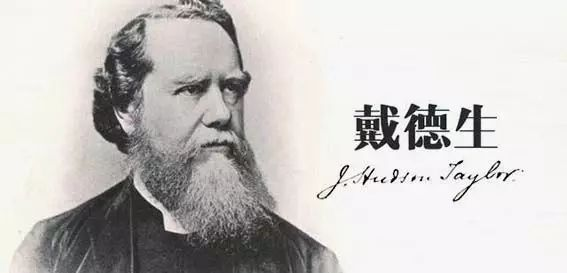 戴德生
J. Hudson Taylor.